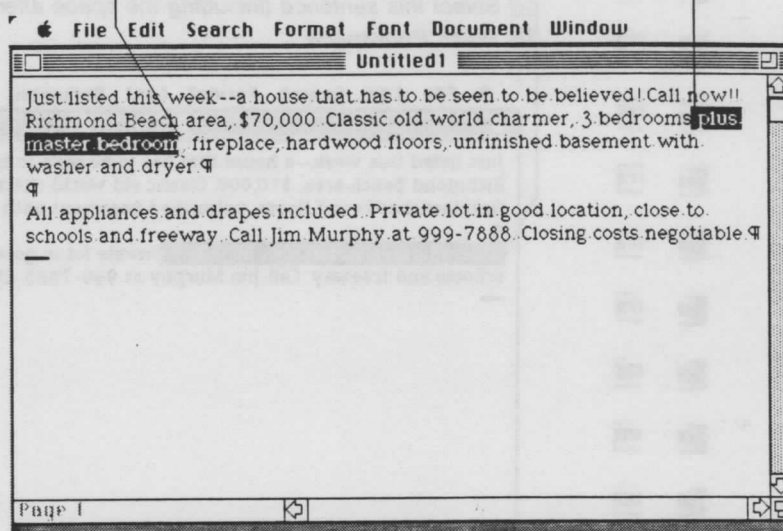 File Edit Search Format Font Document Window
Untitled1
Just listed this week--a house that has to be seen to be believed! Call now!!
Richmond Beach area, $70,000. Classic old world charmer, 3 bedrooms plus
master bedroom, fireplace, hardwood floors, unfinished basement with
washer and dryer.¶
¶
All appliances and drapes included. Private lot in good location, close to
schools and freeway. Call Jim Murphy at 999-7888. Closing costs negotiable.¶
Page 1